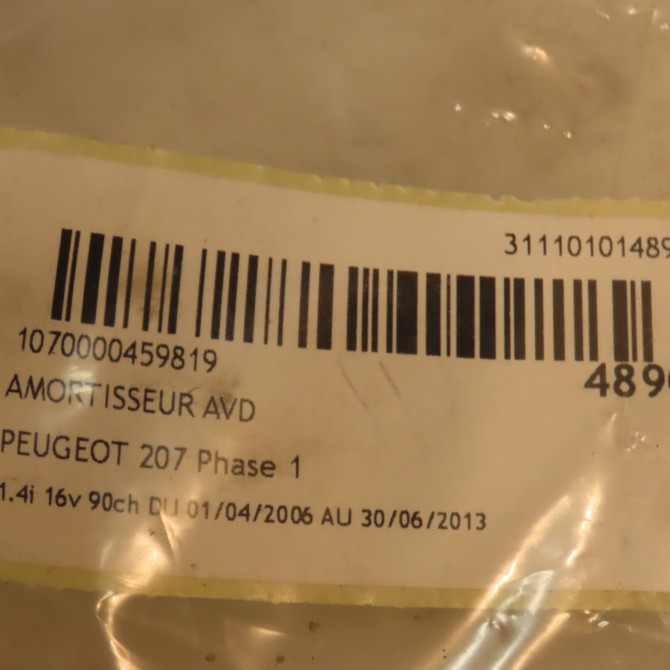 31110101489
1070000459819
489
AMORTISSEUR AVD
PEUGEOT 207 Phase 1
1.4i 16v 90ch DU 01/04/2006 AU 30/06/2013